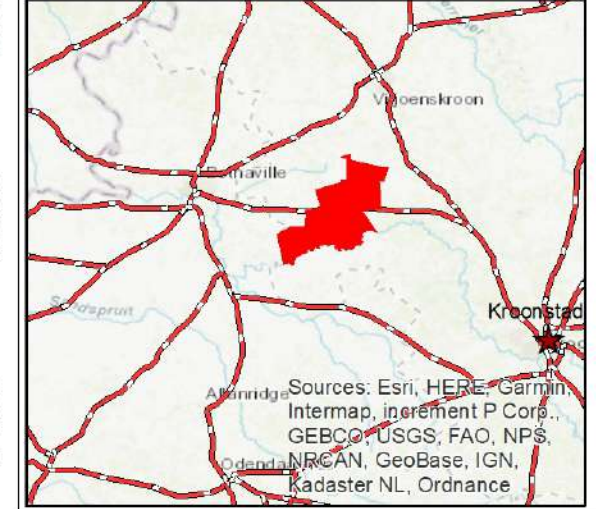 Viljoenskroon
Bothaville
Sandspruit
Kroonstad
Allanridge
Sources: Esri, HERE, Garmin,
Intermap, increment P Corp.,
GEBCO, USGS, FAO, NPS,
NRCAN, GeoBase, IGN,
Kadaster NL, Ordnance